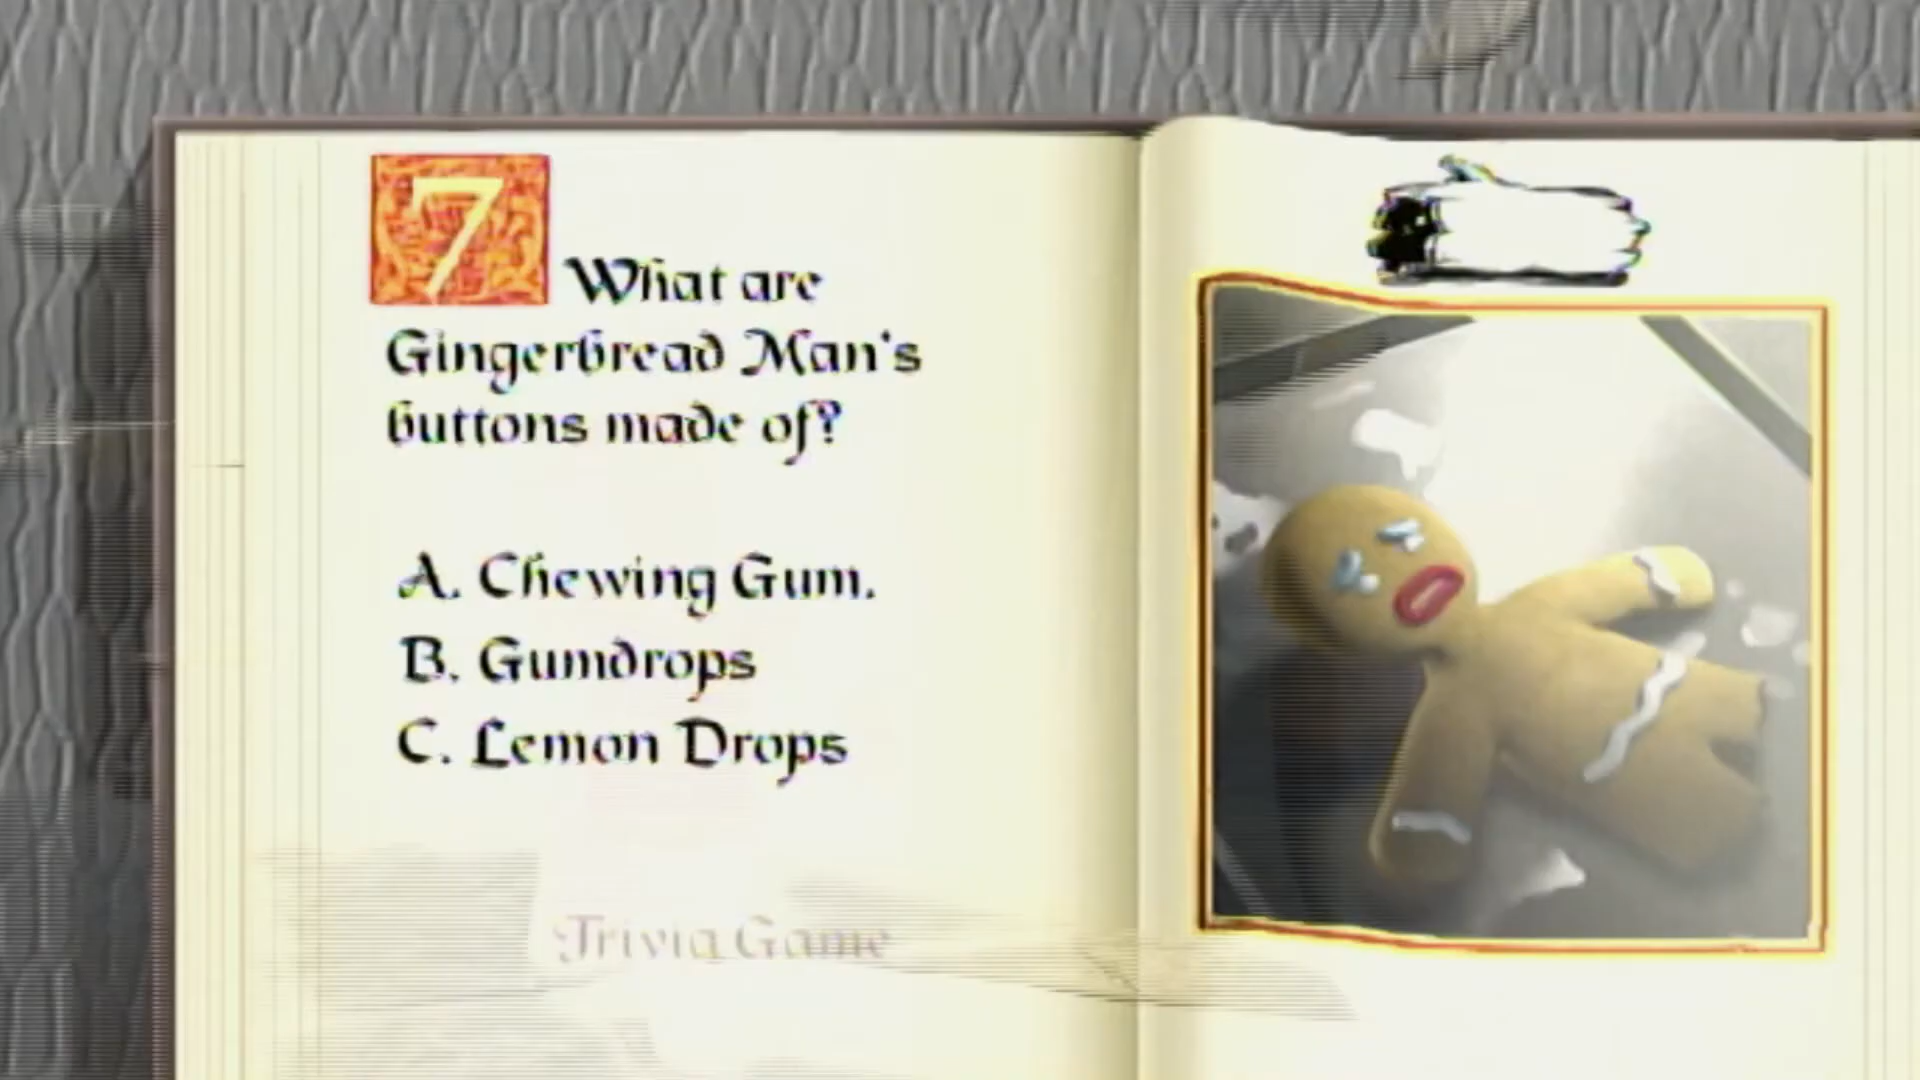 7 What are
Gingerbread Man's
buttons made of?
A. Chewing Gum.
B. Gumdrops
C. Lemon Drops
Trivia Game